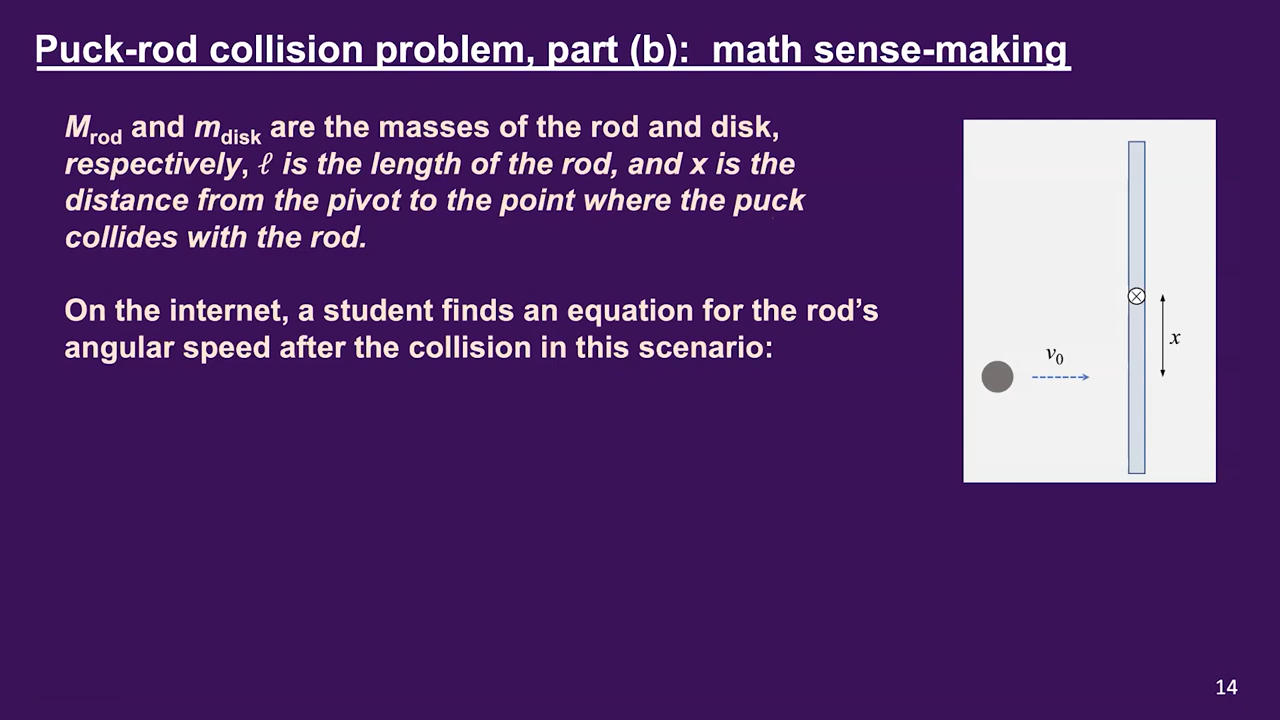 Puck-rod collision problem, part (b):  math sense-making
M_rod and m_disk are the masses of the rod and disk,
respectively, ℓ is the length of the rod, and x is the
distance from the pivot to the point where the puck
collides with the rod.
On the internet, a student finds an equation for the rod’s
angular speed after the collision in this scenario:
v₀
x
14